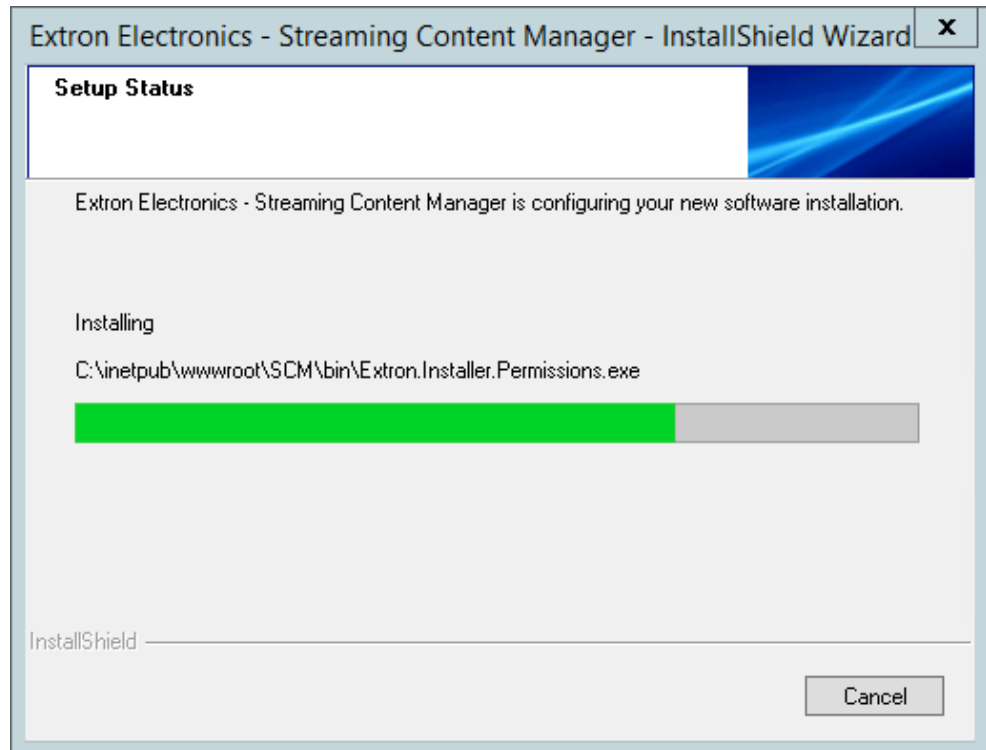 Extron Electronics - Streaming Content Manager - InstallShield Wizard
x
Setup Status
Extron Electronics - Streaming Content Manager is configuring your new software installation.
Installing
C:\inetpub\wwwroot\SCM\bin\Extron.Installer.Permissions.exe
InstallShield
Cancel